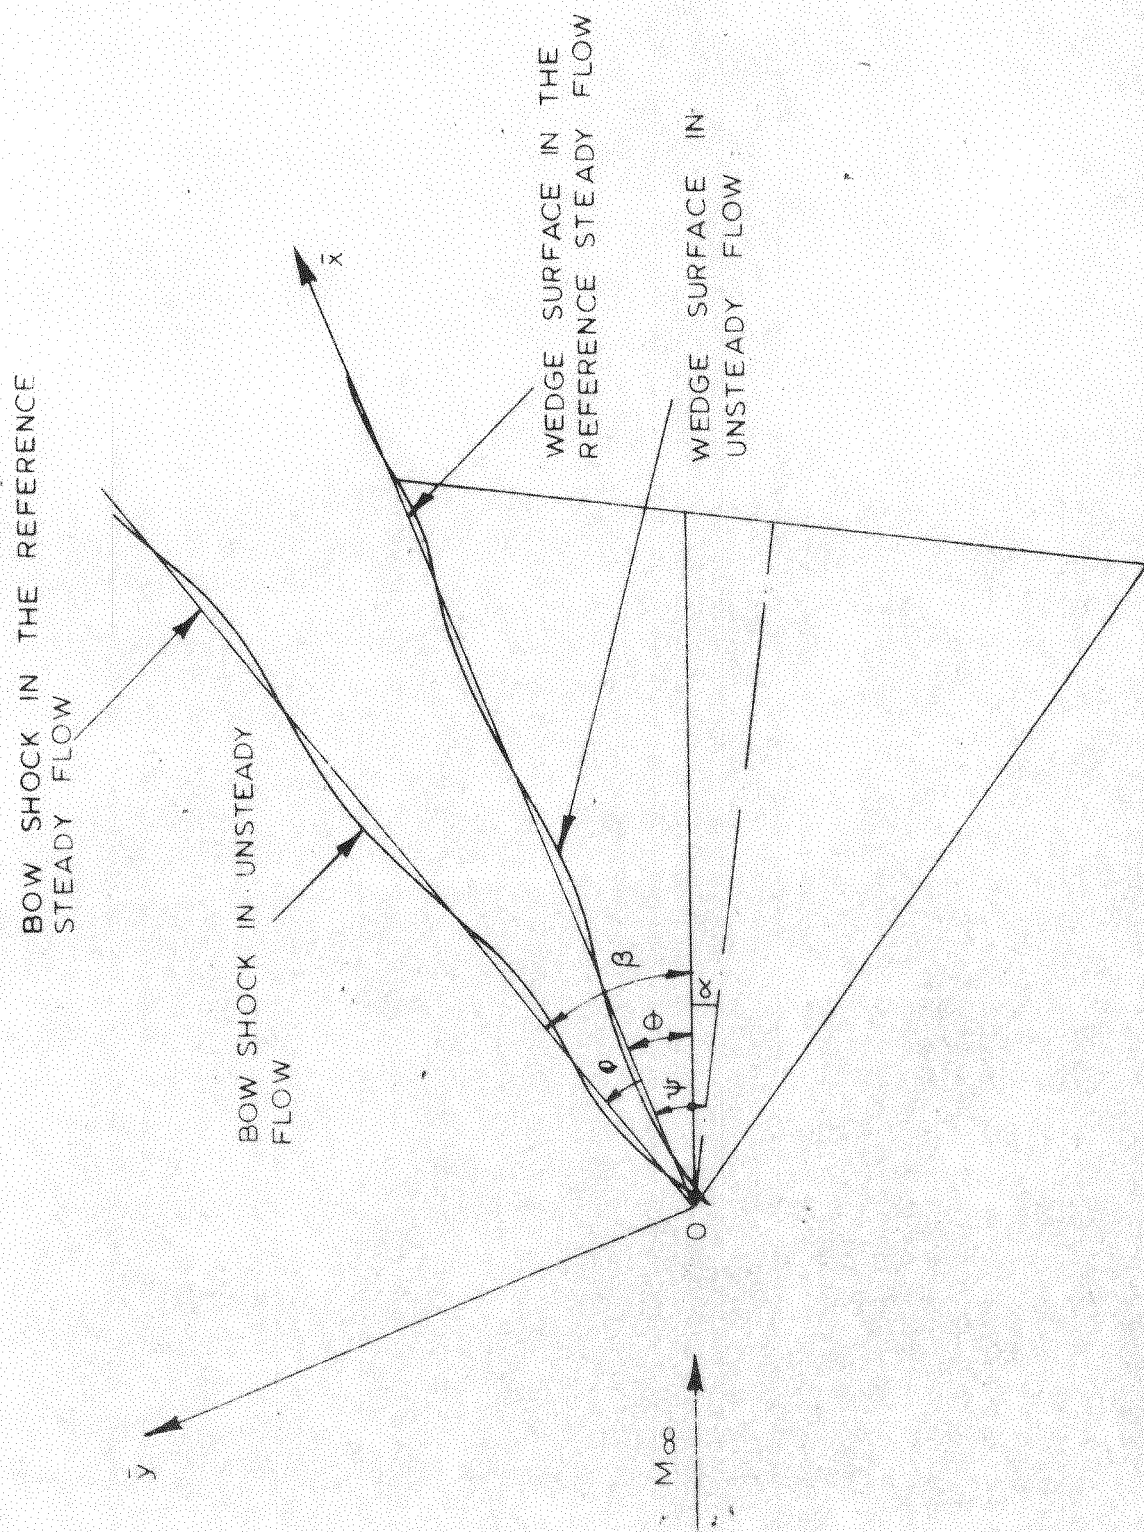 BOW SHOCK IN THE REFERENCE
STEADY FLOW
BOW SHOCK IN UNSTEADY
FLOW
WEDGE SURFACE IN THE
REFERENCE STEADY FLOW
WEDGE SURFACE IN
UNSTEADY FLOW
x̄
ȳ
β
θ
ψ
α
O
M∞